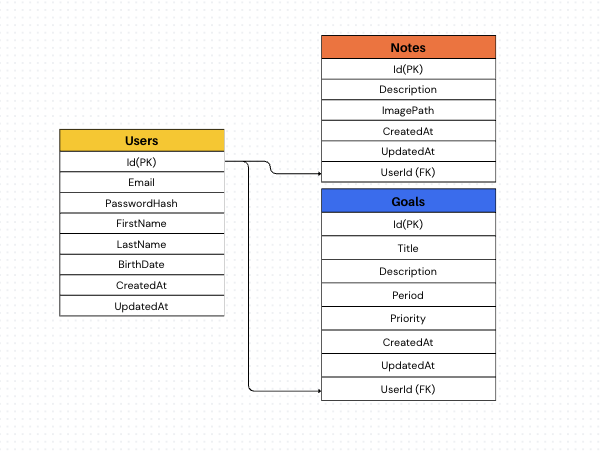 Users
Id(PK)
Email
PasswordHash
FirstName
LastName
BirthDate
CreatedAt
UpdatedAt
Notes
Id(PK)
Description
ImagePath
CreatedAt
UpdatedAt
UserId (FK)
Goals
Id(PK)
Title
Description
Period
Priority
CreatedAt
UpdatedAt
UserId (FK)